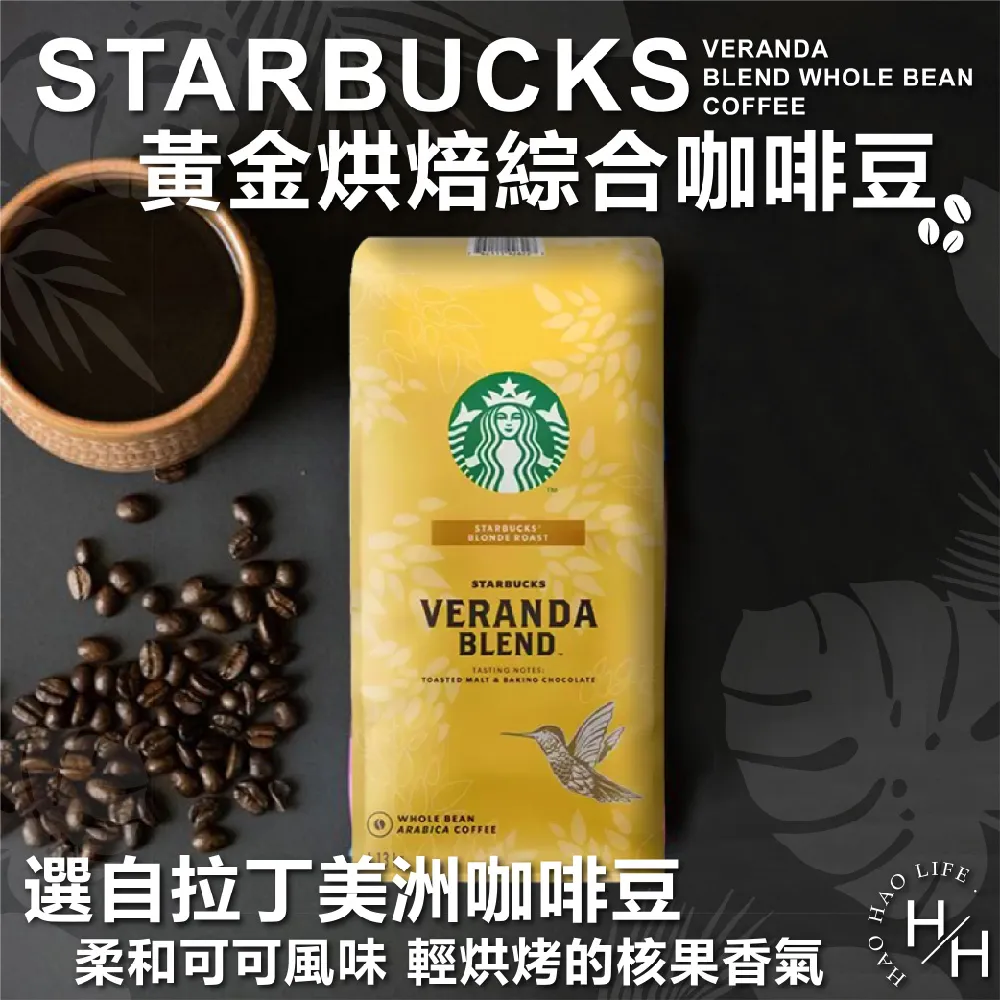 STARBUCKS
VERANDA
BLEND WHOLE BEAN
COFFEE
黃金烘焙綜合咖啡豆
TM
STARBUCKS®
BLONDE ROAST
STARBUCKS
VERANDA
BLEND™
TASTING NOTES:
TOASTED MALT & BAKING CHOCOLATE
WHOLE BEAN
ARABICA COFFEE
選自拉丁美洲咖啡豆
柔和可可風味 輕烘烤的核果香氣
HAO HAO LIFE.
H/H